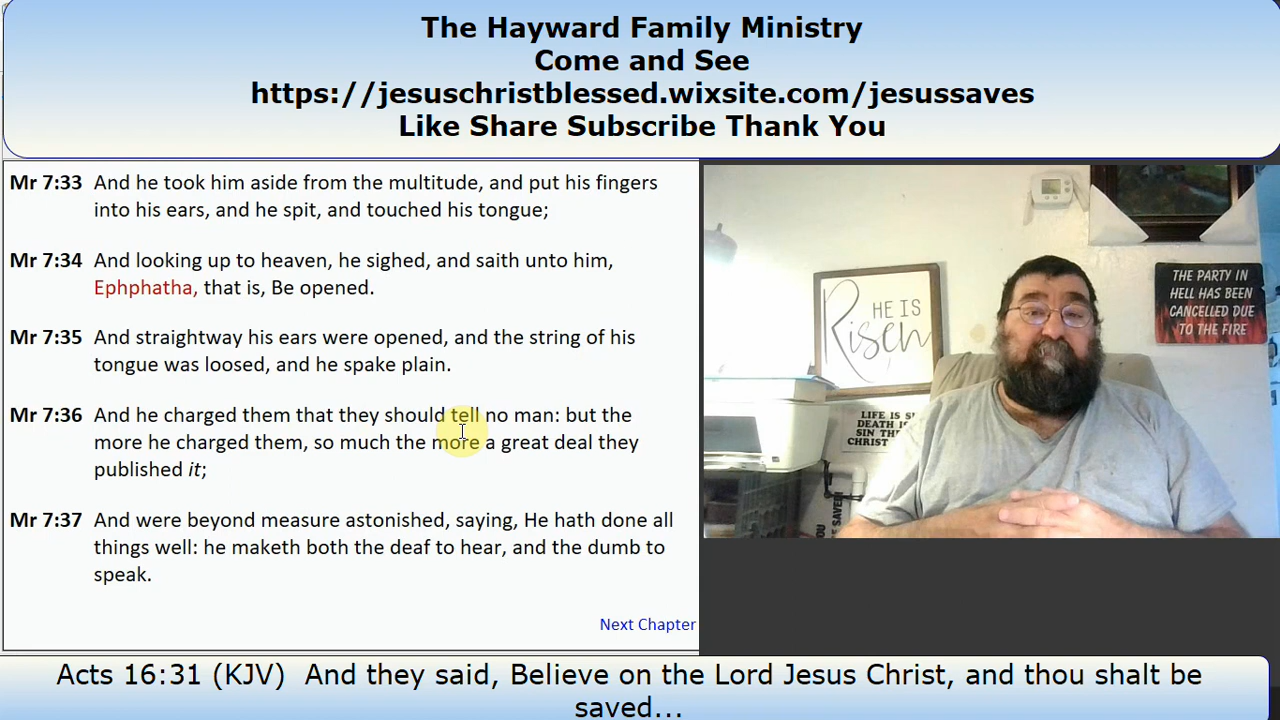 The Hayward Family Ministry
Come and See
https://jesuschristblessed.wixsite.com/jesussaves
Like Share Subscribe Thank You
Mr 7:33 And he took him aside from the multitude, and put his fingers
into his ears, and he spit, and touched his tongue;
Mr 7:34 And looking up to heaven, he sighed, and saith unto him,
Ephphatha, that is, Be opened.
Mr 7:35 And straightway his ears were opened, and the string of his
tongue was loosed, and he spake plain.
Mr 7:36 And he charged them that they should tell no man: but the
more he charged them, so much the more a great deal they
published it;
Mr 7:37 And were beyond measure astonished, saying, He hath done all
things well: he maketh both the deaf to hear, and the dumb to
speak.
Next Chapter
HE IS
Risen
THE PARTY IN
HELL HAS BEEN
CANCELLED DUE
TO THE FIRE
LIFE IS
DEATH IS
SIN TH
CHRIST
SAVED
Acts 16:31 (KJV) And they said, Believe on the Lord Jesus Christ, and thou shalt be
saved...